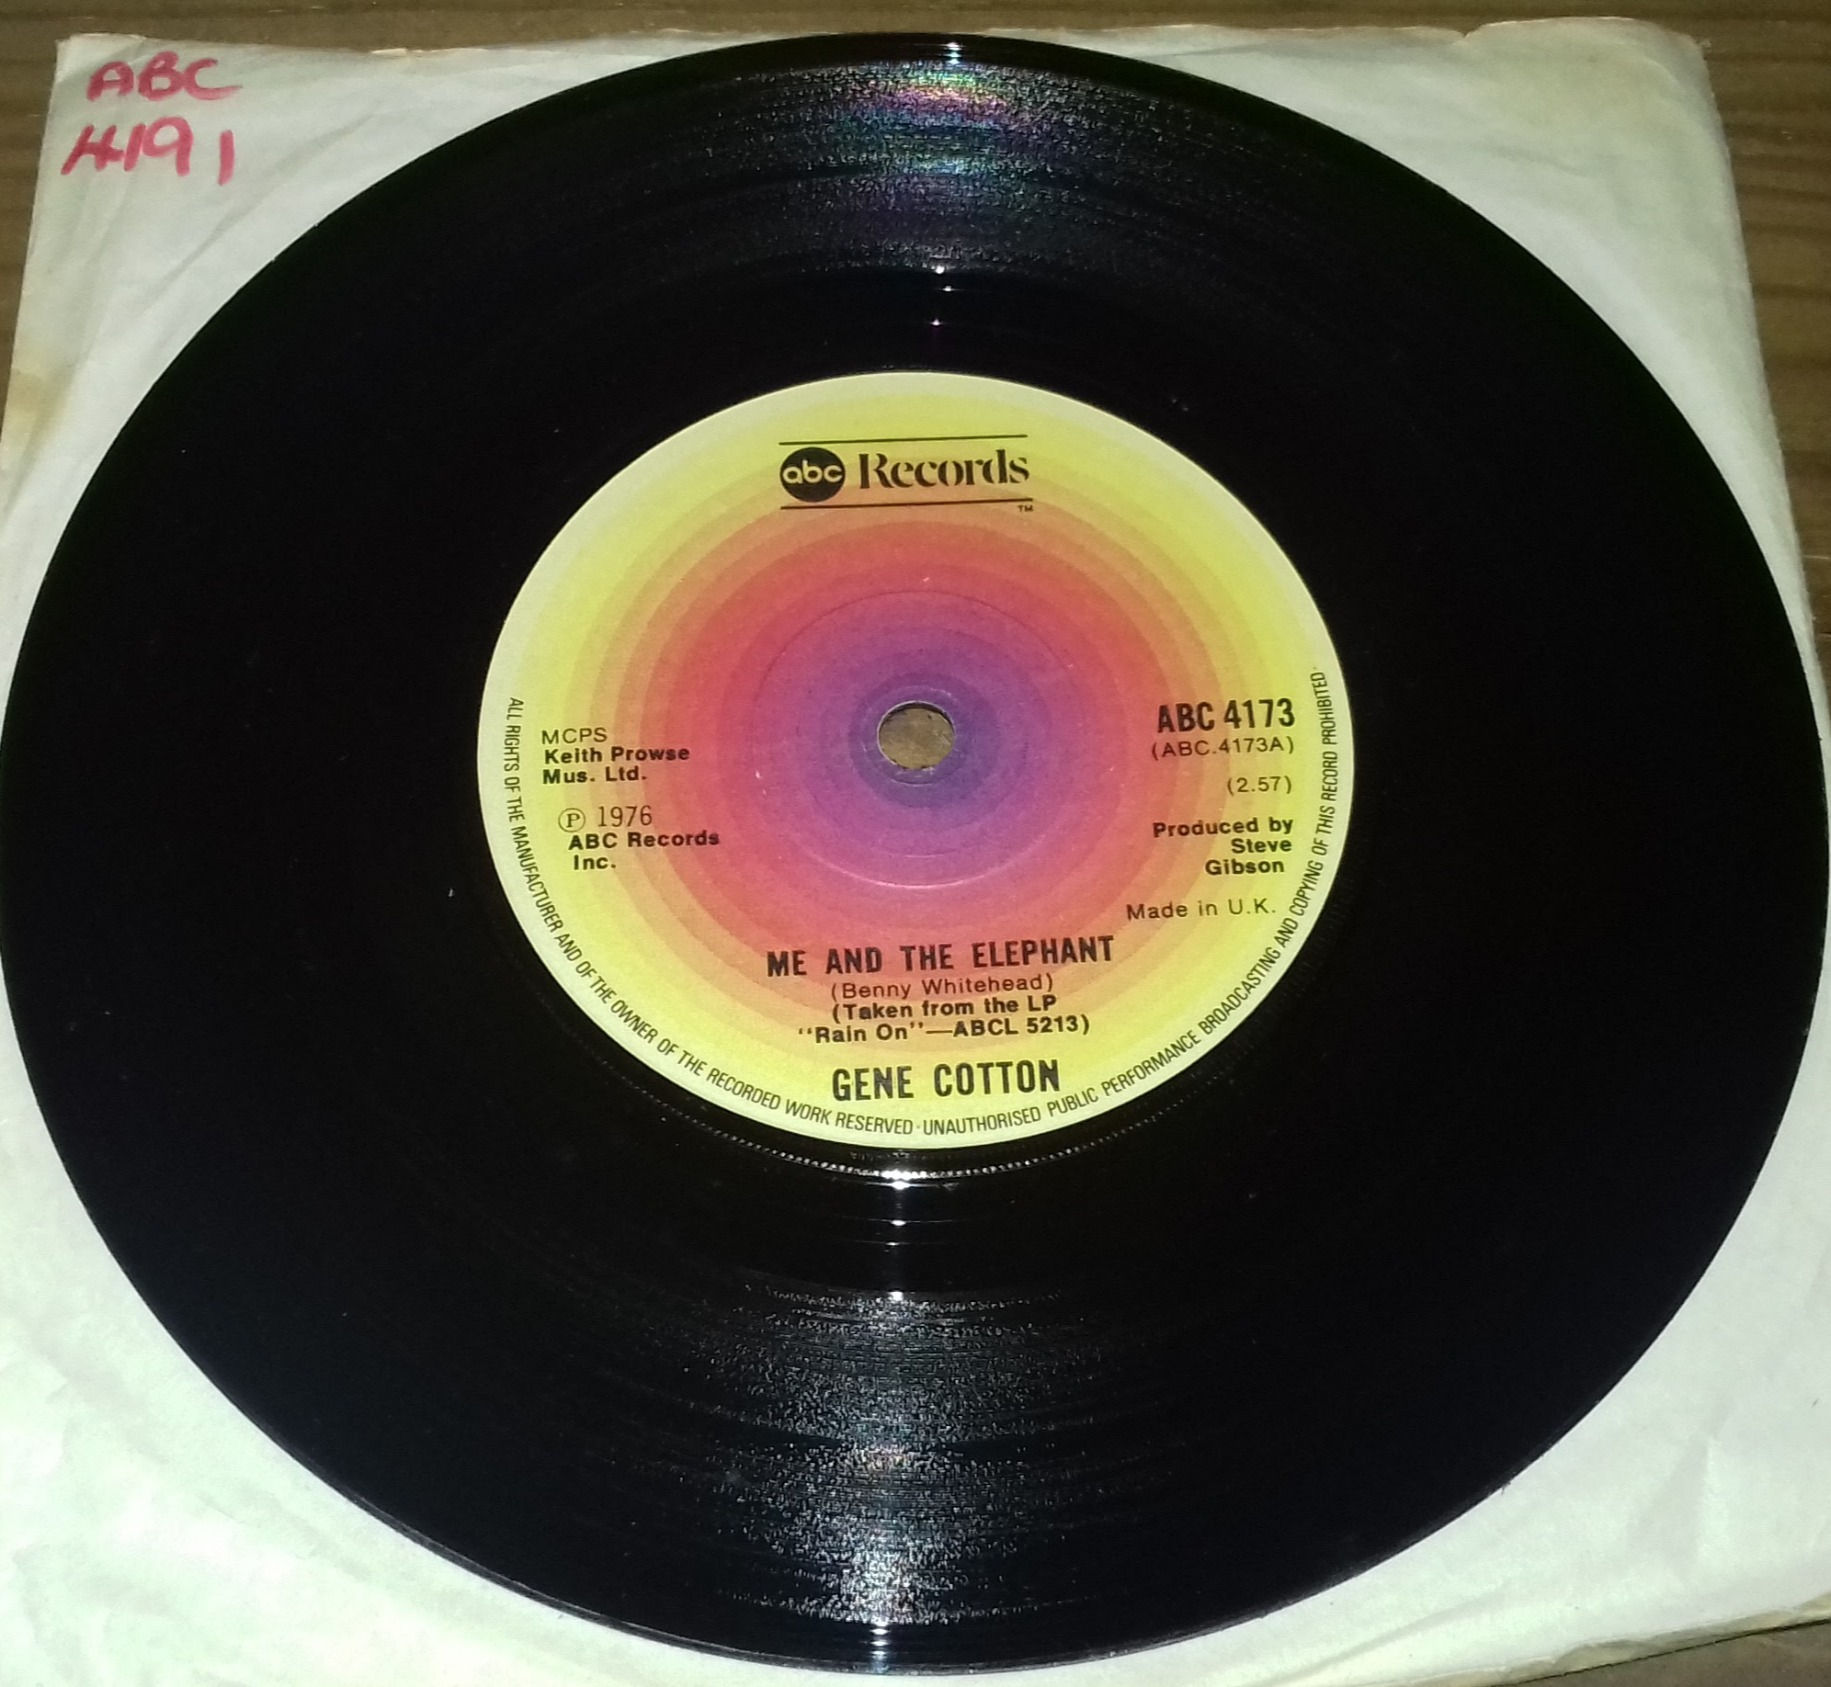 ABC
4191
abc Records
TM
MCPS
Keith Prowse
Mus. Ltd.
℗ 1976
ABC Records
Inc.
ABC 4173
(ABC.4173A)
(2.57)
Produced by
Steve
Gibson
Made in U.K.
ME AND THE ELEPHANT
(Benny Whitehead)
(Taken from the LP
"Rain On"—ABCL 5213)
GENE COTTON
ALL RIGHTS OF THE MANUFACTURER AND OF THE OWNER OF THE RECORDED WORK RESERVED · UNAUTHORISED PUBLIC PERFORMANCE BROADCASTING AND COPYING OF THIS RECORD PROHIBITED ·